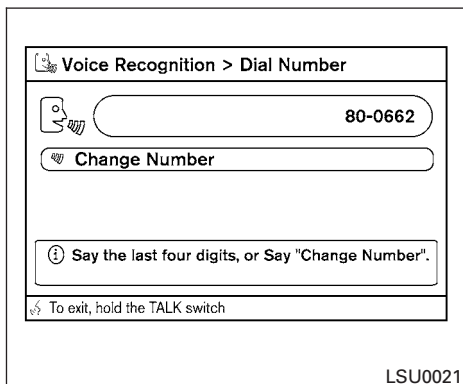 Voice Recognition > Dial Number
80-0662
Change Number
Say the last four digits, or Say "Change Number".
To exit, hold the TALK switch
LSU0021